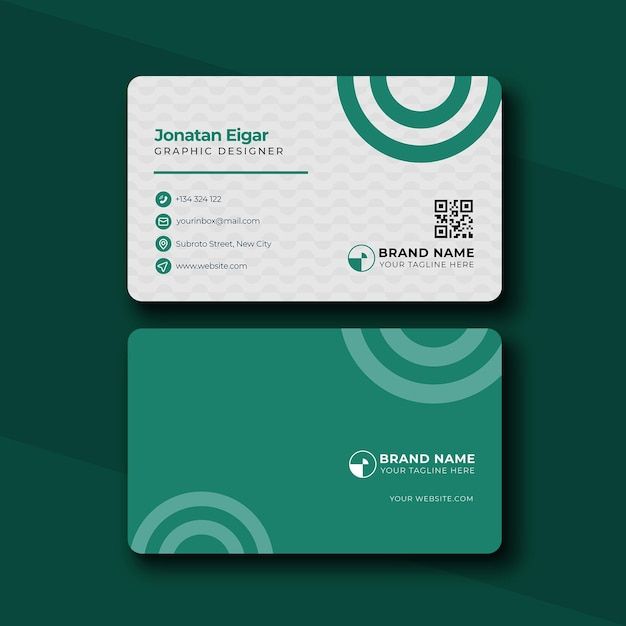 Jonatan Eigar
GRAPHIC DESIGNER
+134 324 122
yourinbox@mail.com
Subroto Street, New City
www.website.com
BRAND NAME
YOUR TAGLINE HERE
BRAND NAME
YOUR TAGLINE HERE
YOUR WEBSITE.COM